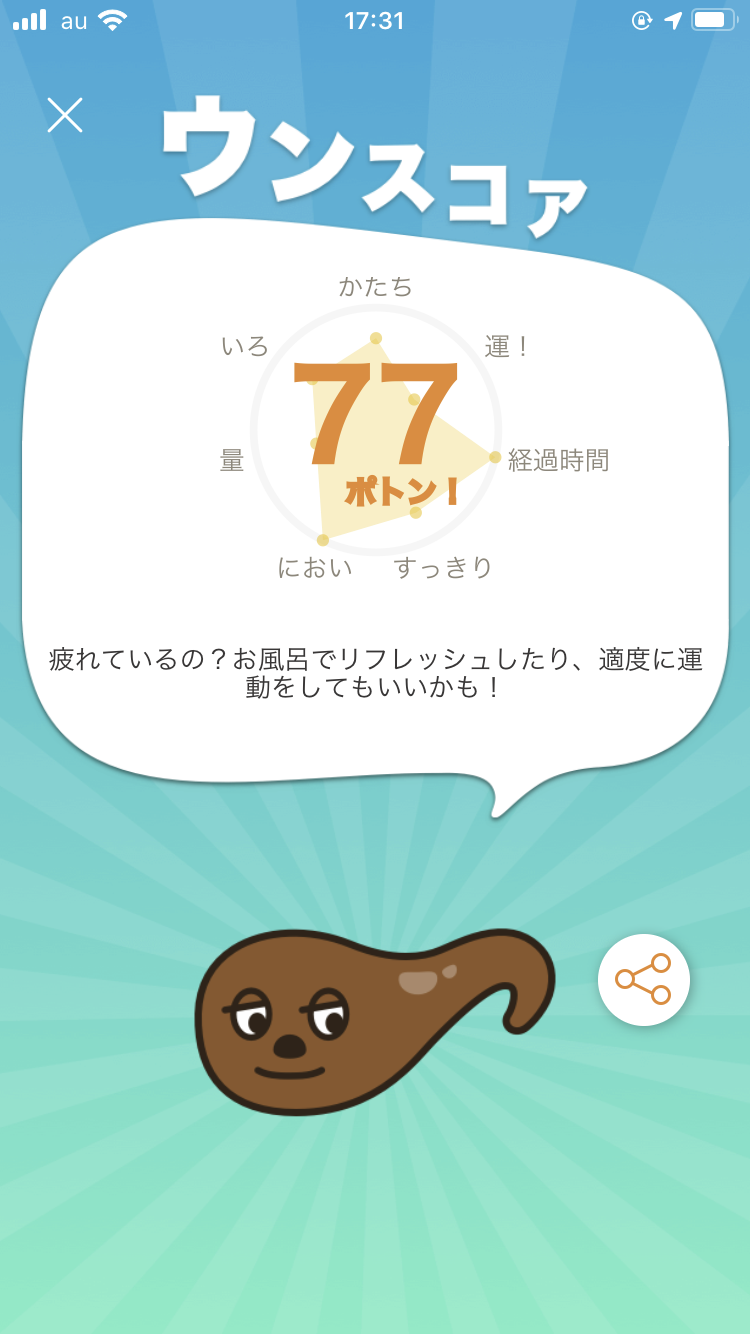 au 17:31
ウンスコア
かたち
いろ
運！
77
量
経過時間
ポトン！
におい
すっきり
疲れているの？お風呂でリフレッシュしたり、適度に運
動をしてもいいかも！